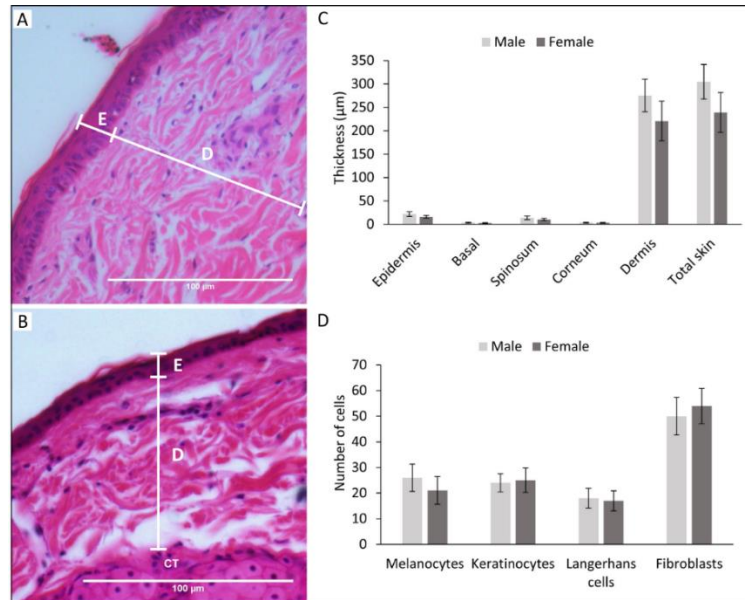 A
E
D
100 µm
B
E
D
CT
100 µm
C
Male Female
Thickness (µm)
350
300
250
200
150
100
50
0
Epidermis
Basal
Spinosum
Corneum
Dermis
Total skin
D
Male Female
Number of cells
70
60
50
40
30
20
10
0
Melanocytes Keratinocytes Langerhans Fibroblasts
cells